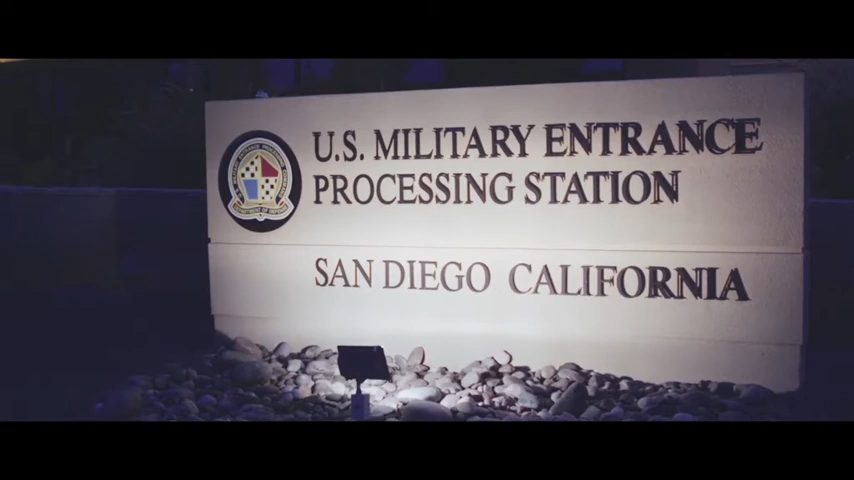 U.S. MILITARY ENTRANCE
PROCESSING STATION
SAN DIEGO CALIFORNIA